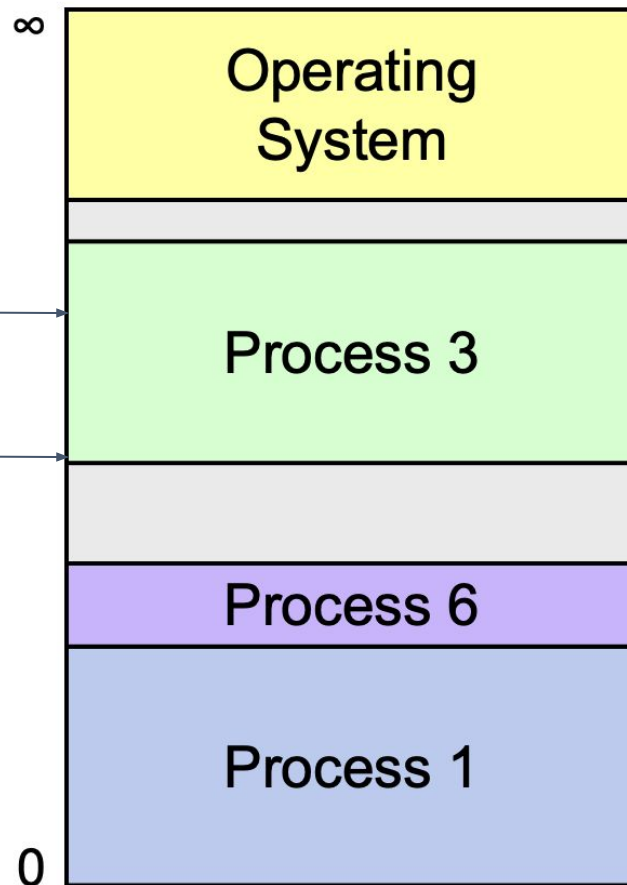 ∞
Operating
System
Process 3
Process 6
Process 1
0